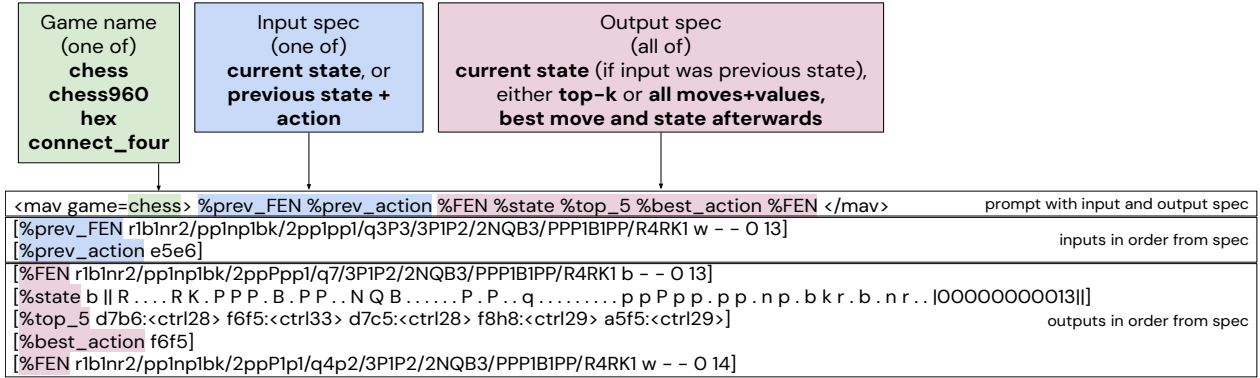 Game name
(one of)
chess
chess960
hex
connect_four
Input spec
(one of)
current state, or
previous state +
action
Output spec
(all of)
current state (if input was previous state),
either top-k or all moves+values,
best move and state afterwards
<mav game=chess> %prev_FEN %prev_action %FEN %state %top_5 %best_action %FEN </mav>
prompt with input and output spec
[%prev_FEN r1b1nr2/pp1np1bk/2pp1pp1/q3P3/3P1P2/2NQB3/PPP1B1PP/R4RK1 w – – 0 13]
[%prev_action e5e6]
inputs in order from spec
[%FEN r1b1nr2/pp1np1bk/2ppPpp1/q7/3P1P2/2NQB3/PPP1B1PP/R4RK1 b – – 0 13]
[%state b || R . . . . R K . P P P . B . P P . . N Q B . . . . . . P . P . . q . . . . . . . . . p p P p p . p p . n p . b k r . b . n r . . |00000000013||]
[%top_5 d7b6:<ctrl28> f6f5:<ctrl33> d7c5:<ctrl28> f8h8:<ctrl29> a5f5:<ctrl29>]
[%best_action f6f5]
[%FEN r1b1nr2/pp1np1bk/2ppP1p1/q4p2/3P1P2/2NQB3/PPP1B1PP/R4RK1 w – – 0 14]
outputs in order from spec